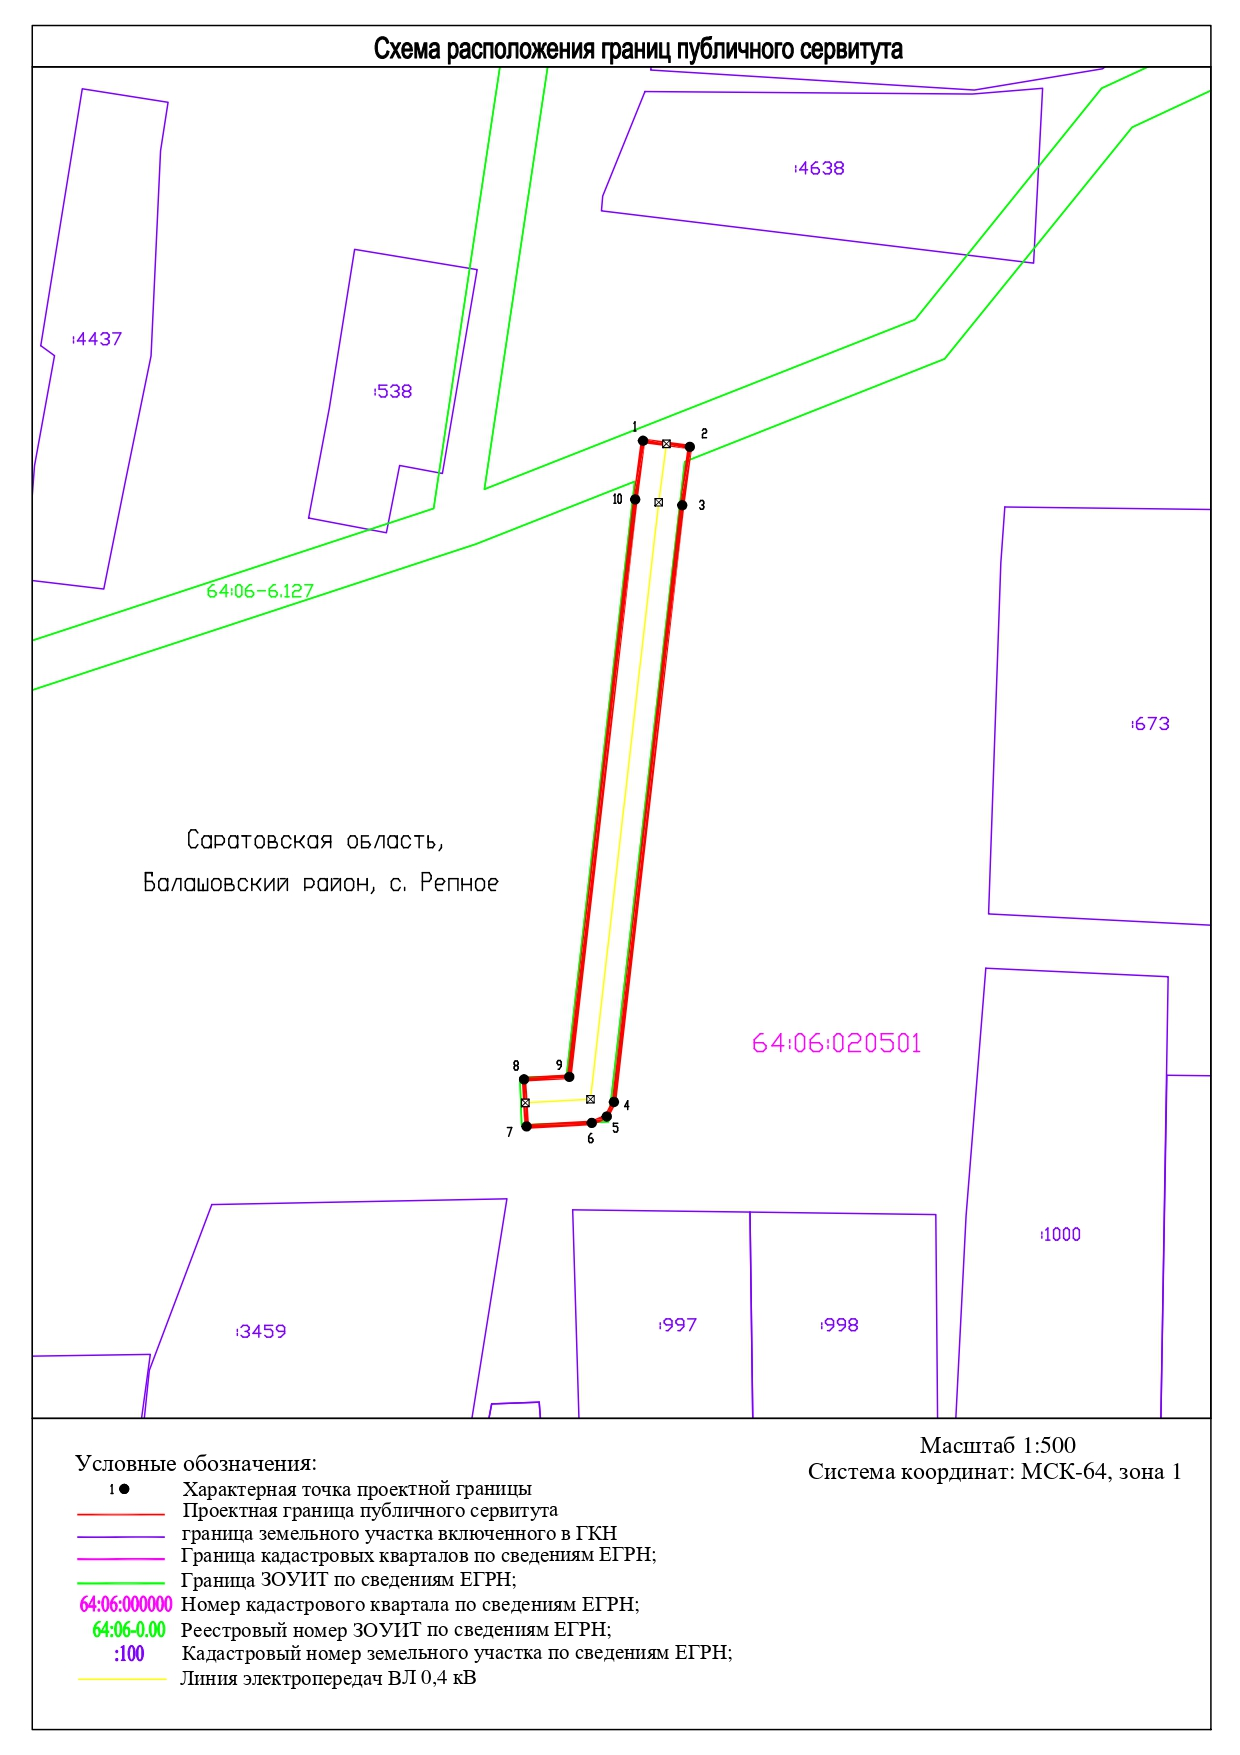 Схема расположения границ публичного сервитута
:4638
:4437
:538
1
2
10
3
64:06-6.127
:673
Саратовская область,
Балашовский район, с. Репное
64:06:020501
8
9
4
7
5
6
:1000
:3459
:997
:998
Масштаб 1:500
Система координат: МСК-64, зона 1
Условные обозначения:
1 Характерная точка проектной границы
Проектная граница публичного сервитута
граница земельного участка включенного в ГКН
Граница кадастровых кварталов по сведениям ЕГРН;
Граница ЗОУИТ по сведениям ЕГРН;
64:06:000000 Номер кадастрового квартала по сведениям ЕГРН;
64:06-0.00 Реестровый номер ЗОУИТ по сведениям ЕГРН;
:100 Кадастровый номер земельного участка по сведениям ЕГРН;
Линия электропередач ВЛ 0,4 кВ